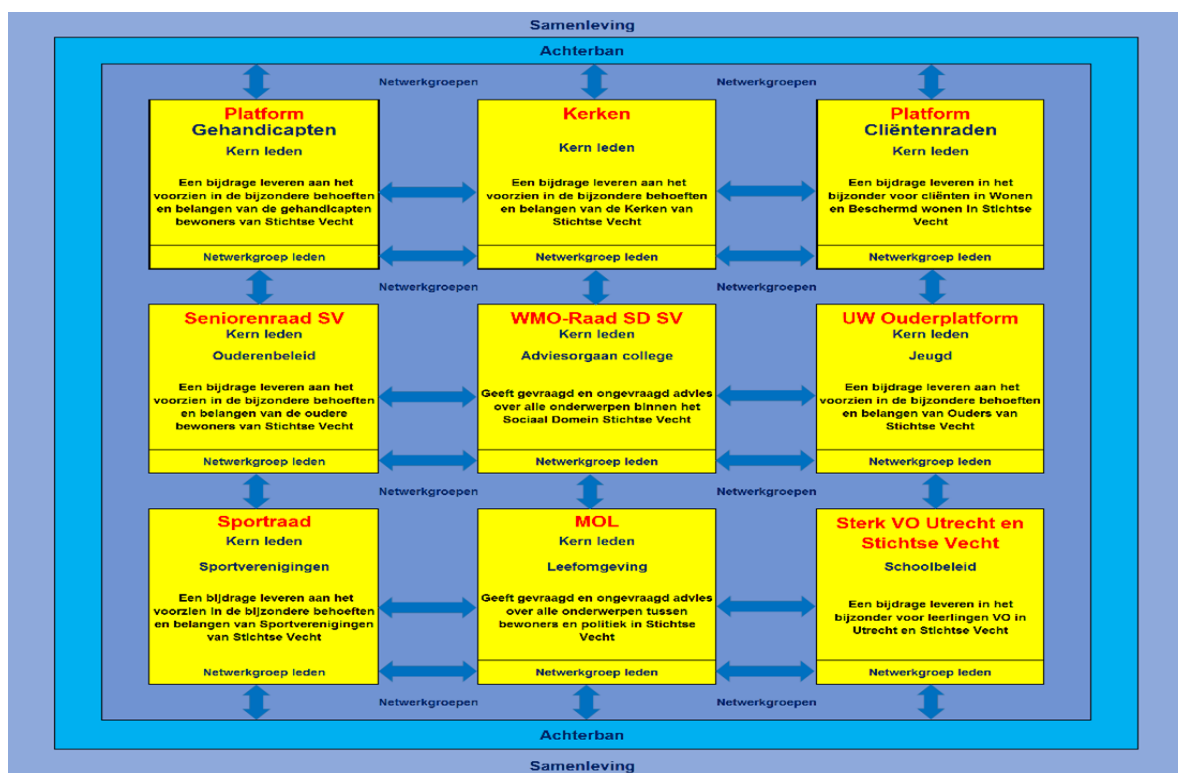 Samenleving
Achterban
Netwerkgroepen
Netwerkgroepen
Platform
Gehandicapten
Kern leden
Een bijdrage leveren aan het
voorzien in de bijzondere behoeften
en belangen van de gehandicapten
bewoners van Stichtse Vecht
Netwerkgroep leden
Kerken
Kern leden
Een bijdrage leveren aan het
voorzien in de bijzondere behoeften
en belangen van de Kerken van
Stichtse Vecht
Netwerkgroep leden
Platform
Cliëntenraden
Kern leden
Een bijdrage leveren in het
bijzonder voor cliënten in Wonen
en Beschermd wonen in Stichtse
Vecht
Netwerkgroep leden
Netwerkgroepen
Netwerkgroepen
Seniorenraad SV
Kern leden
Ouderenbeleid
Een bijdrage leveren aan het
voorzien in de bijzondere behoeften
en belangen van de oudere
bewoners van Stichtse Vecht
Netwerkgroep leden
WMO-Raad SD SV
Kern leden
Adviesorgaan college
Geeft gevraagd en ongevraagd advies
over alle onderwerpen binnen het
Sociaal Domein Stichtse Vecht
Netwerkgroep leden
UW Ouderplatform
Kern leden
Jeugd
Een bijdrage leveren aan het
voorzien in de bijzondere behoeften
en belangen van Ouders van
Stichtse Vecht
Netwerkgroep leden
Netwerkgroepen
Netwerkgroepen
Sportraad
Kern leden
Sportverenigingen
Een bijdrage leveren aan het
voorzien in de bijzondere behoeften
en belangen van Sportverenigingen
van Stichtse Vecht
Netwerkgroep leden
MOL
Kern leden
Leefomgeving
Geeft gevraagd en ongevraagd advies
over alle onderwerpen tussen
bewoners en politiek in Stichtse
Vecht
Netwerkgroep leden
Sterk VO Utrecht en
Stichtse Vecht
Schoolbeleid
Een bijdrage leveren in het
bijzonder voor leerlingen VO in
Utrecht en Stichtse Vecht
Netwerkgroep leden
Netwerkgroepen
Netwerkgroepen
Achterban
Samenleving